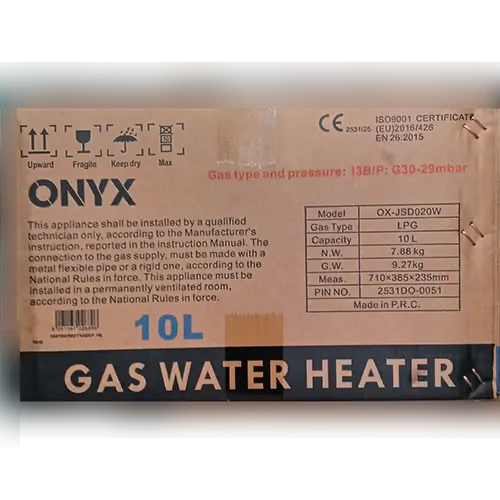 CE 2531/25
ISO9001 CERTIFICATE
(EU)2016/426
EN 26:2015
Upward Fragile Keep dry Max
Gas type and pressure: I3B/P: G30-29mbar
ONYX
This appliance shall be installed by a qualified
technician only, according to the Manufacturer's
instruction, reported in the instruction Manual. The
connection to the gas supply, must be made with a
metal flexible pipe or a rigid one, according to the
National Rules in force. This appliance must be
installed in a permanently ventilated room,
according to the National Rules in force.
Model OX-JSD020W
Gas Type LPG
Capacity 10 L
N.W. 7.88 kg
G.W. 9.27kg
Meas. 710×385×235mm
PIN NO. 2531DO-0051
Made in P.R.C.
10L
GAS WATER HEATER